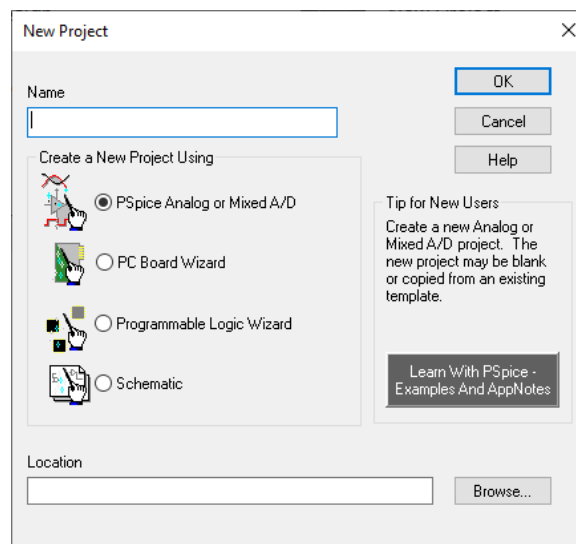 New Project
Name
OK
Cancel
Help
Create a New Project Using
PSpice Analog or Mixed A/D
PC Board Wizard
Programmable Logic Wizard
Schematic
Tip for New Users
Create a new Analog or
Mixed A/D project. The
new project may be blank
or copied from an existing
template.
Learn With PSpice -
Examples And AppNotes
Location
Browse...